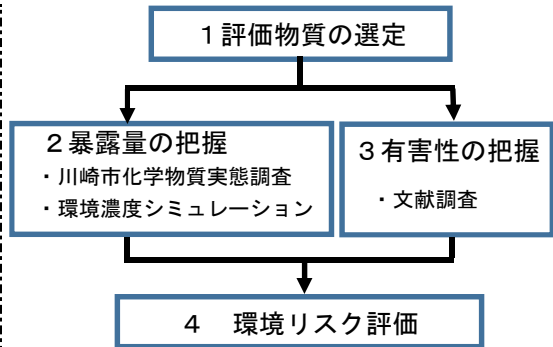 1評価物質の選定
2暴露量の把握
・川崎市化学物質実態調査
・環境濃度シミュレーション
3有害性の把握
・文献調査
4　環境リスク評価